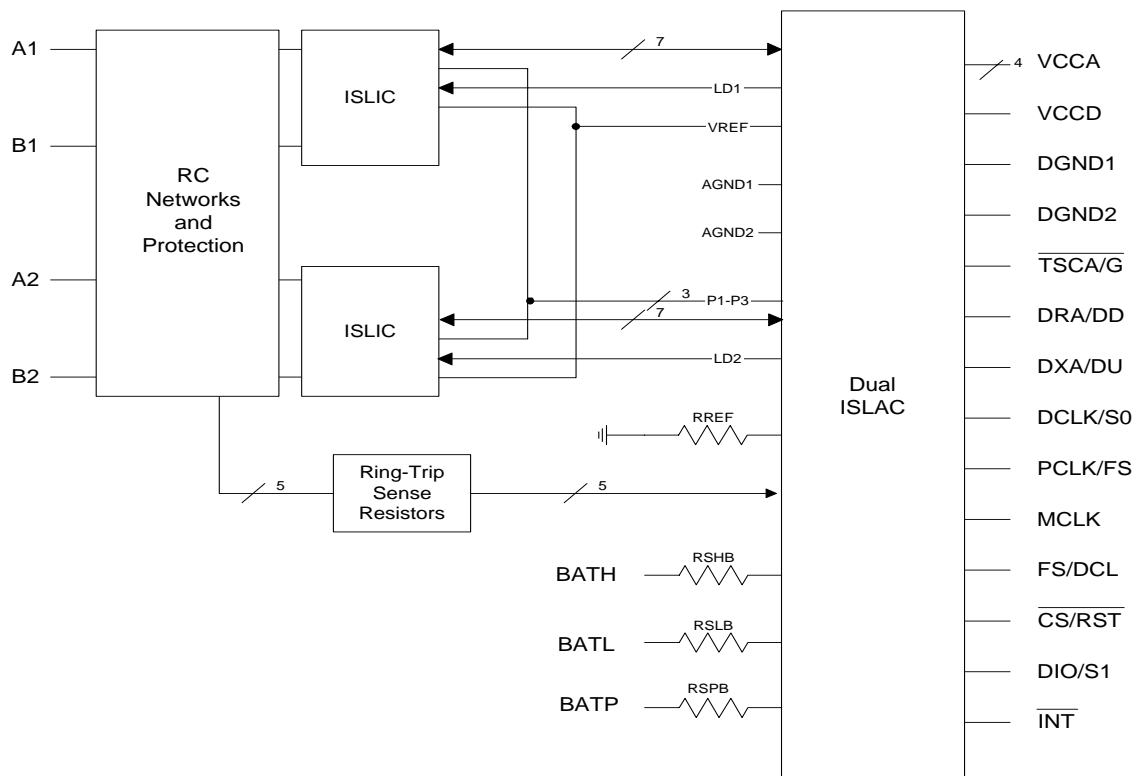 A1
B1
A2
B2
RC
Networks
and
Protection
ISLIC
ISLIC
7
LD1
VREF
AGND1
AGND2
3
P1-P3
7
LD2
RREF
5
Ring-Trip
Sense
Resistors
5
BATH
RSHB
BATL
RSLB
BATP
RSPB
Dual
ISLAC
4
VCCA
VCCD
DGND1
DGND2
TSCA/G
DRA/DD
DXA/DU
DCLK/S0
PCLK/FS
MCLK
FS/DCL
CS/RST
DIO/S1
INT